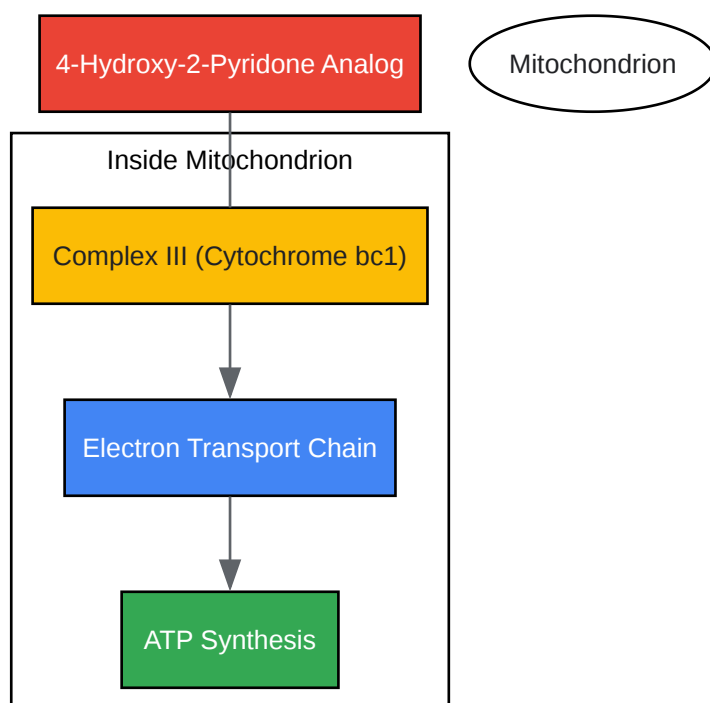 4-Hydroxy-2-Pyridone Analog
Mitochondrion
Inside Mitochondrion
Complex III (Cytochrome bc1)
Electron Transport Chain
ATP Synthesis